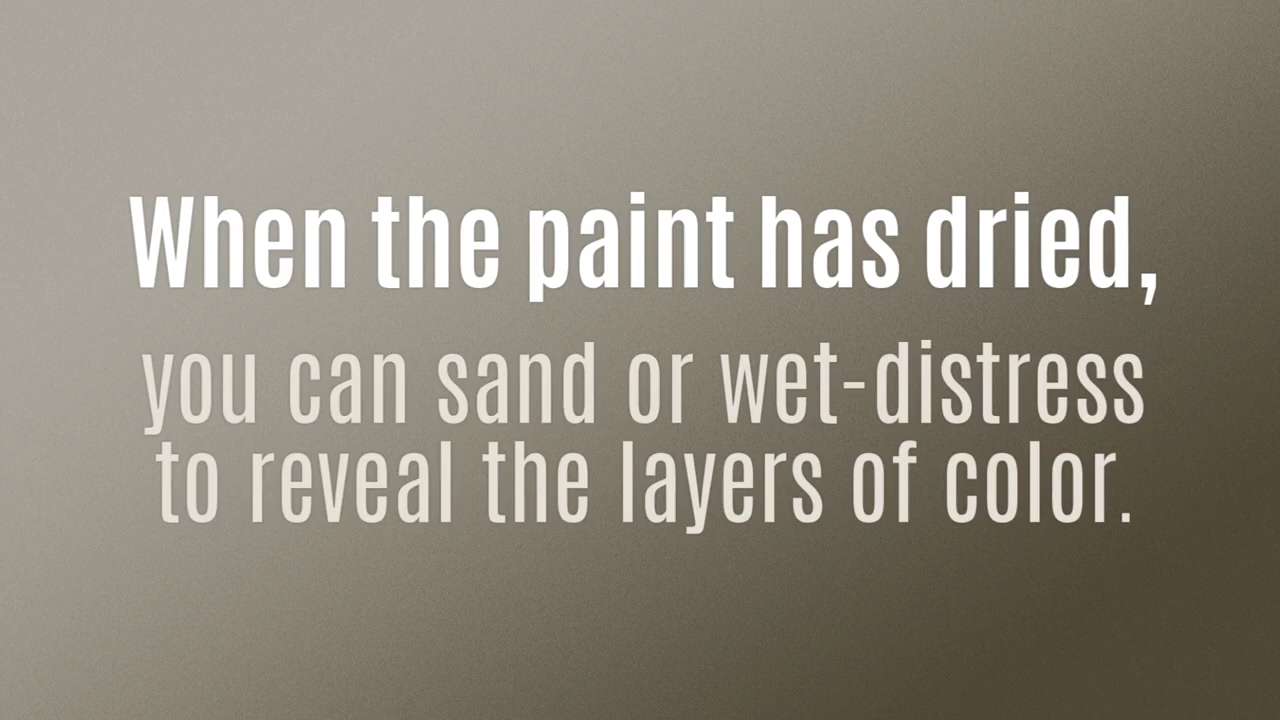 When the paint has dried,
you can sand or wet-distress
to reveal the layers of color.